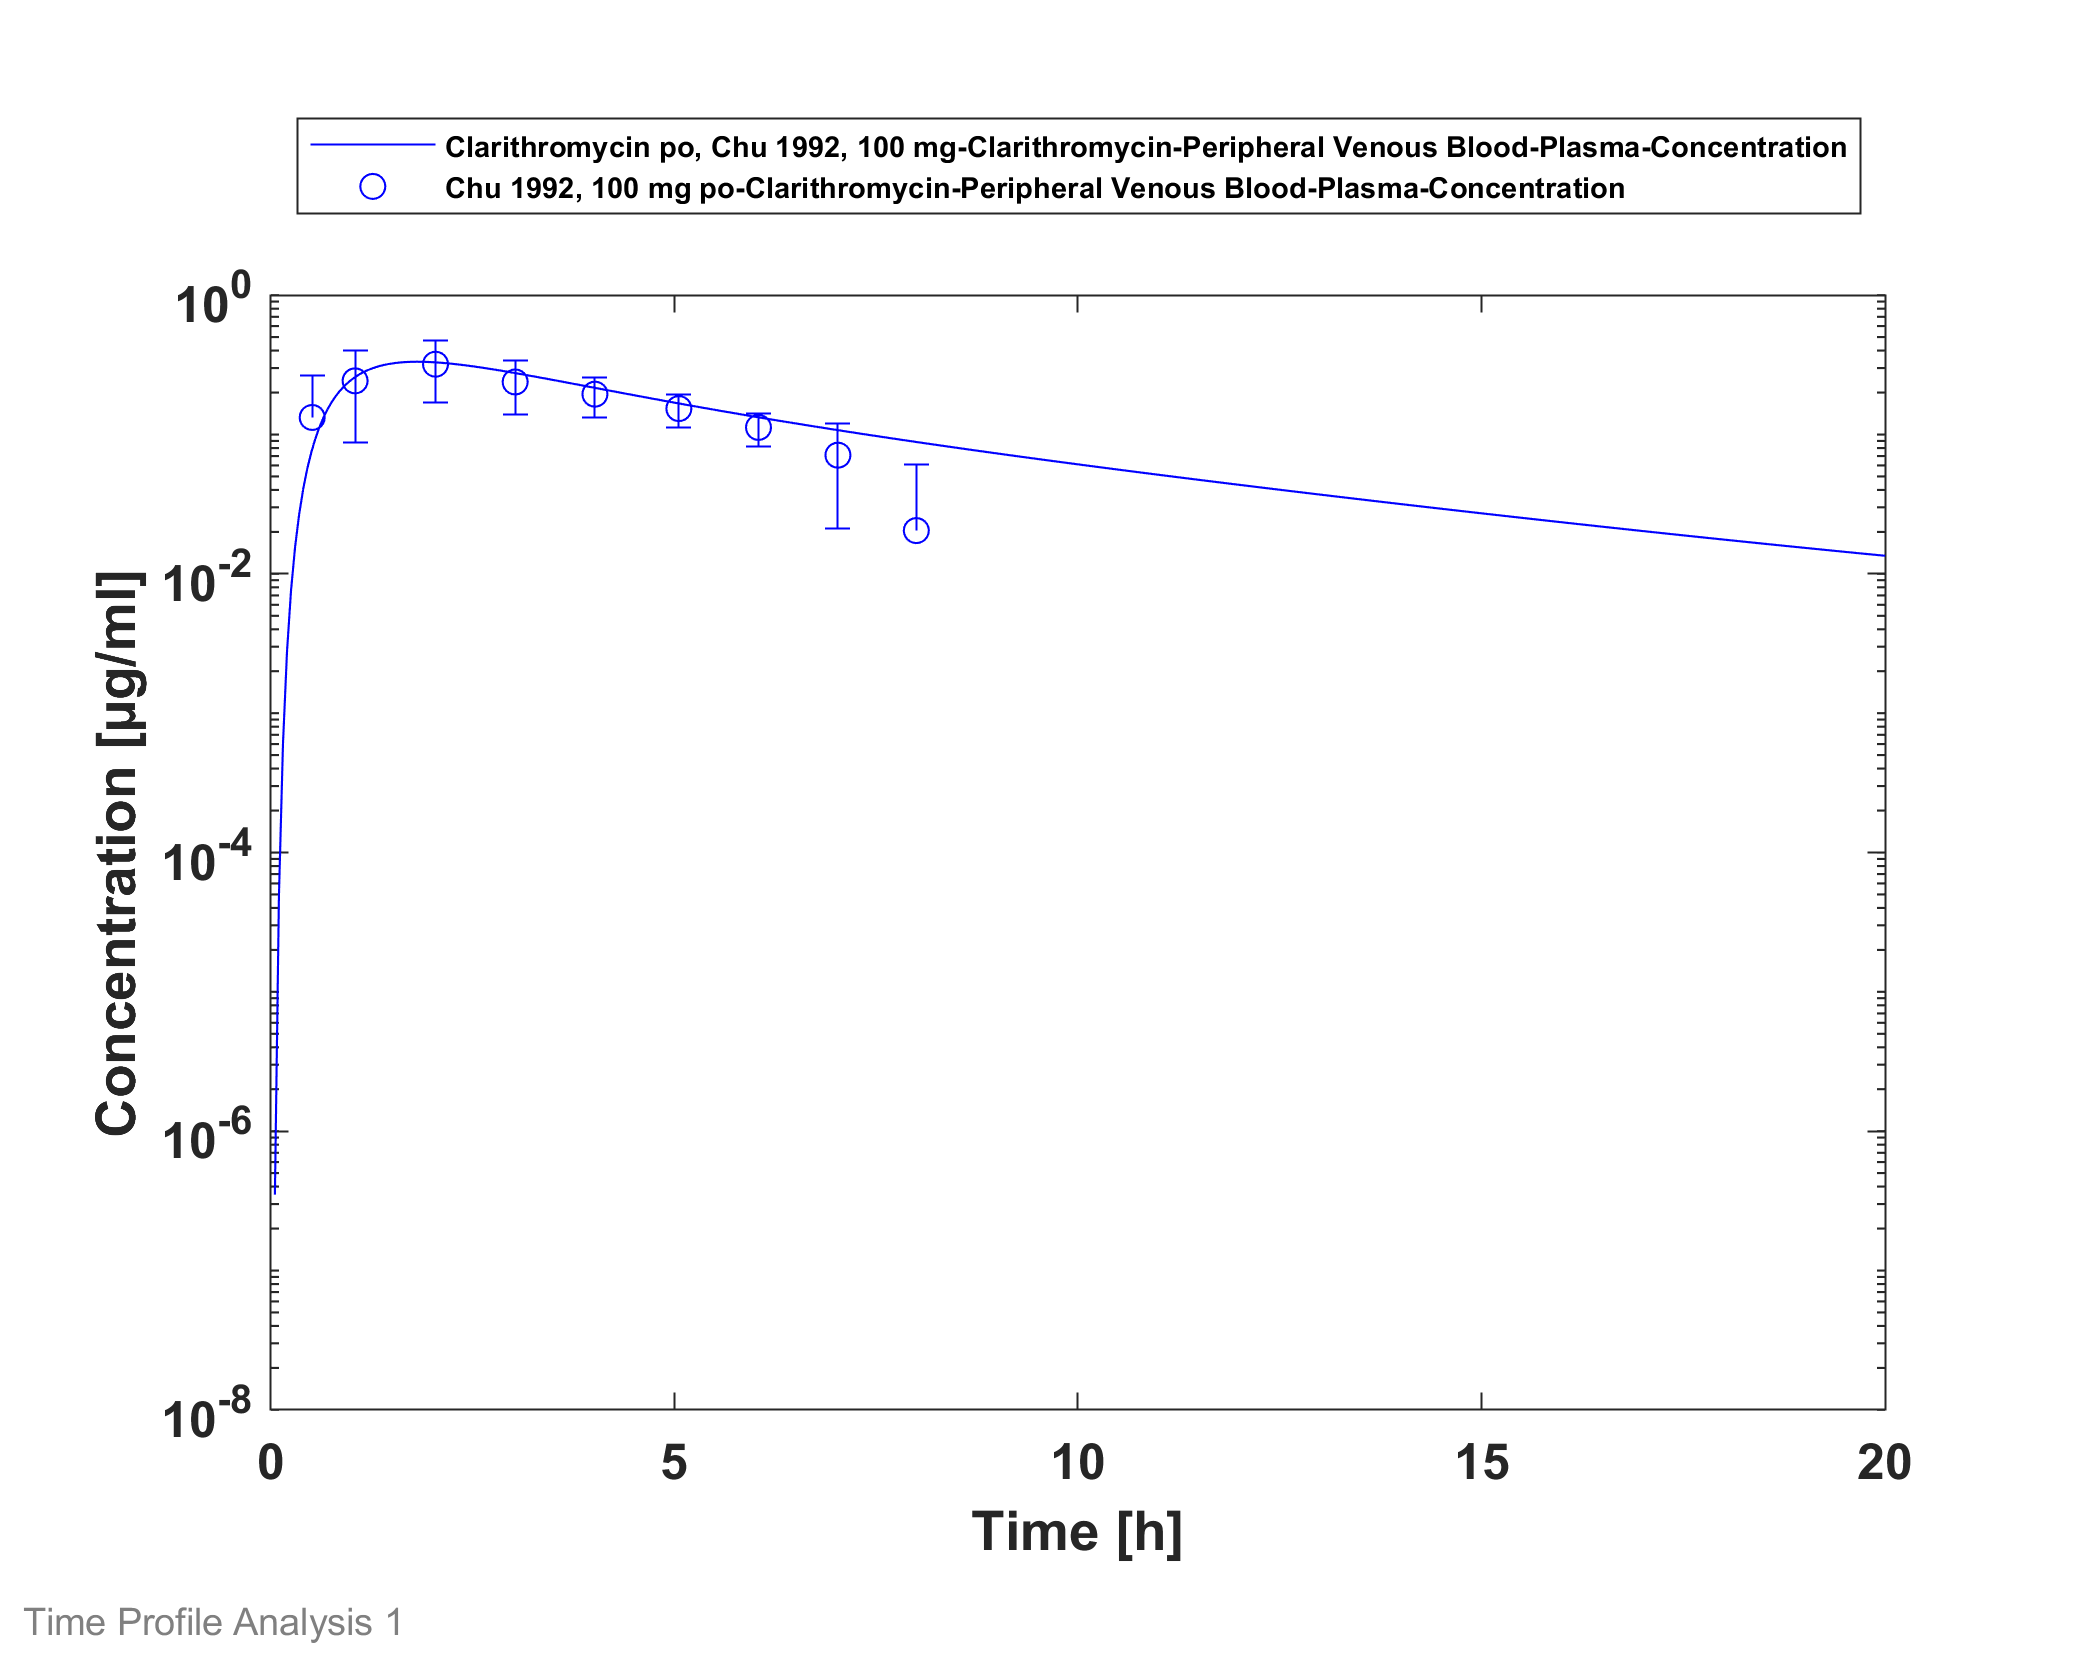 Clarithromycin po, Chu 1992, 100 mg-Clarithromycin-Peripheral Venous Blood-Plasma-Concentration
Chu 1992, 100 mg po-Clarithromycin-Peripheral Venous Blood-Plasma-Concentration
10^0
10^-2
10^-4
10^-6
10^-8
Concentration [µg/ml]
0 5 10 15 20
Time [h]
Time Profile Analysis 1